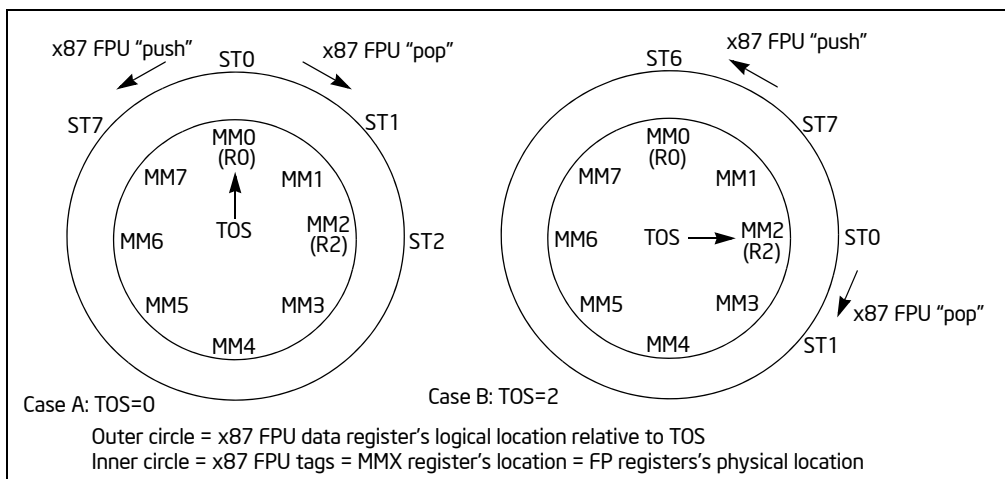 x87 FPU “push”
ST0
x87 FPU “pop”
ST7
ST1
MM0
(R0)
MM7
MM1
TOS
MM2
(R2)
MM6
ST2
MM5
MM3
MM4
Case A: TOS=0
ST6
x87 FPU “push”
ST7
MM0
(R0)
MM7
MM1
MM6
TOS
MM2
(R2)
ST0
MM5
MM3
x87 FPU “pop”
MM4
ST1
Case B: TOS=2
Outer circle = x87 FPU data register’s logical location relative to TOS
Inner circle = x87 FPU tags = MMX register’s location = FP registers’s physical location